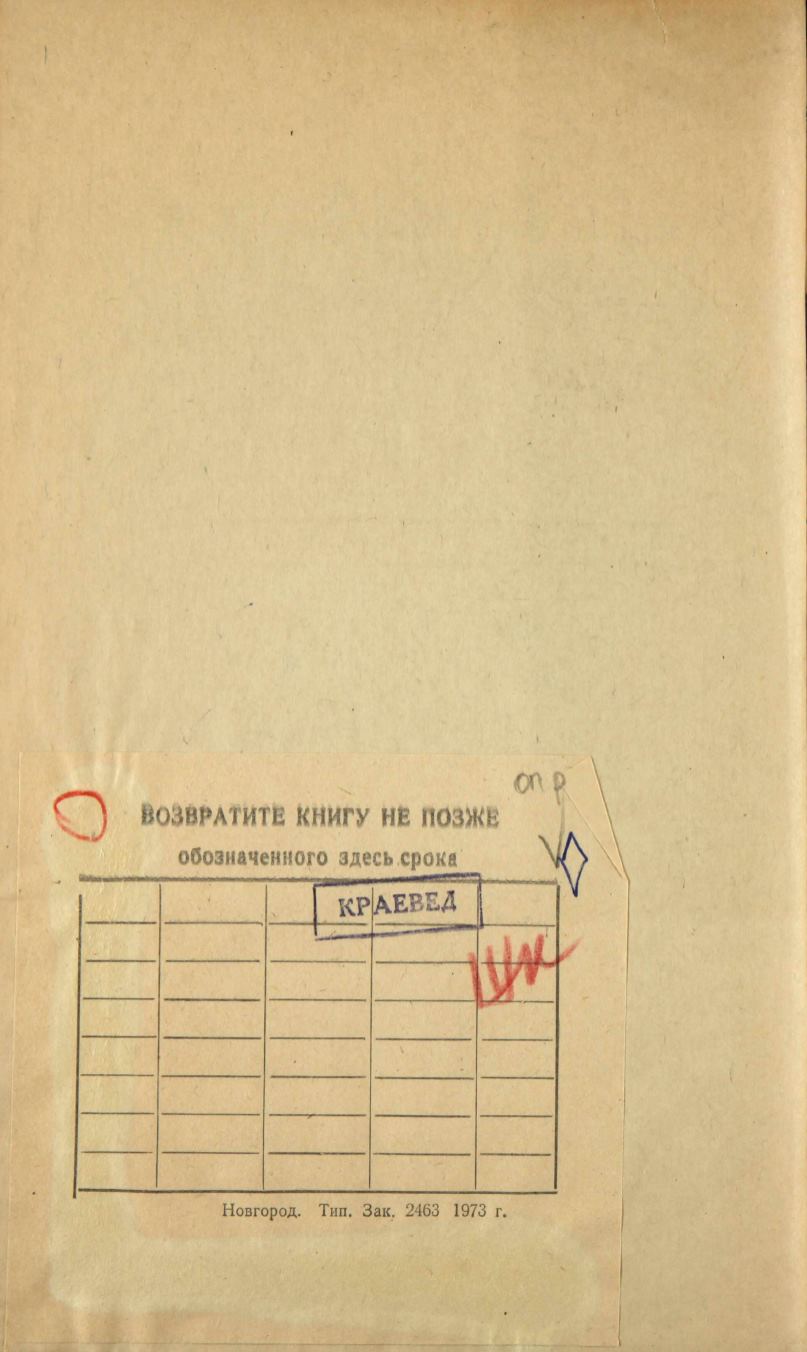 ВОЗВРАТИТЕ КНИГУ НЕ ПОЗЖЕ
обозначенного здесь срока
КРАЕВЕД
Новгород. Тип. Зак. 2463 1973 г.